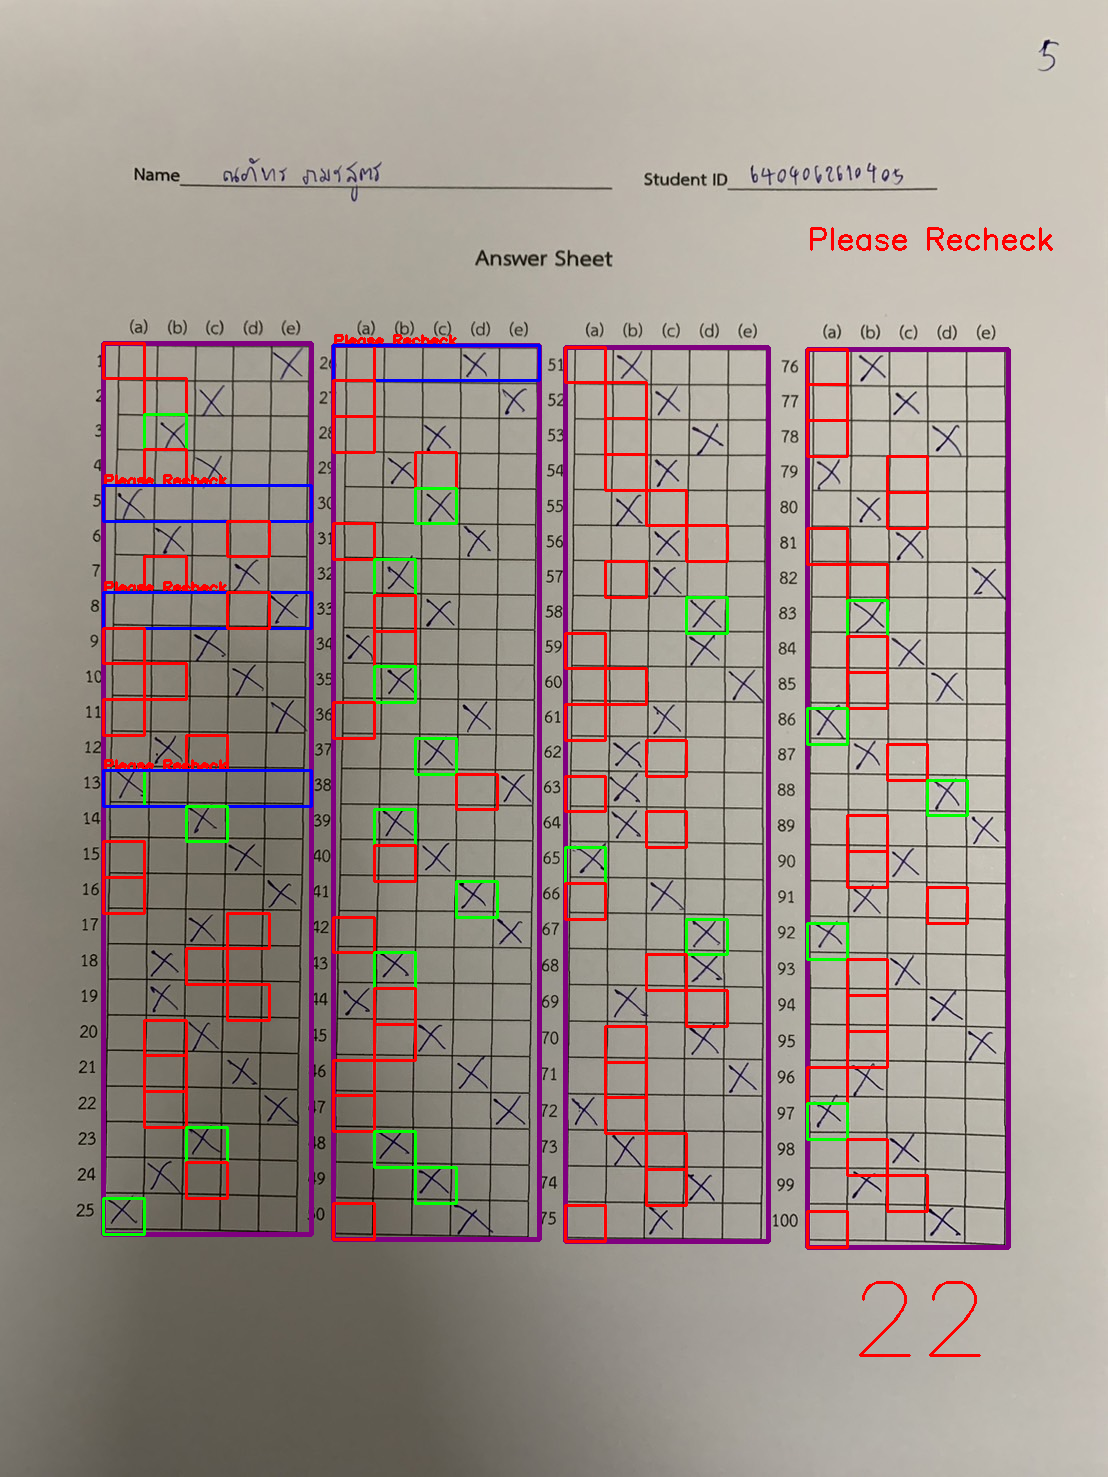 5
Name ณภัทร ภมรสูตร Student ID 6404062610405
Please Recheck
Answer Sheet
(a) (b) (c) (d) (e) (a) (b) (c) (d) (e) (a) (b) (c) (d) (e) (a) (b) (c) (d) (e)
Please Recheck
1 26 51 76
2 27 52 77
3 28 53 78
4 29 54 79
Please Recheck
5 30 55 80
6 31 56 81
7 32 57 82
Please Recheck
8 33 58 83
9 34 59 84
10 35 60 85
11 36 61 86
12 37 62 87
Please Recheck
13 38 63 88
14 39 64 89
15 40 65 90
16 41 66 91
17 42 67 92
18 43 68 93
19 44 69 94
20 45 70 95
21 46 71 96
22 47 72 97
23 48 73 98
24 49 74 99
25 50 75 100
22